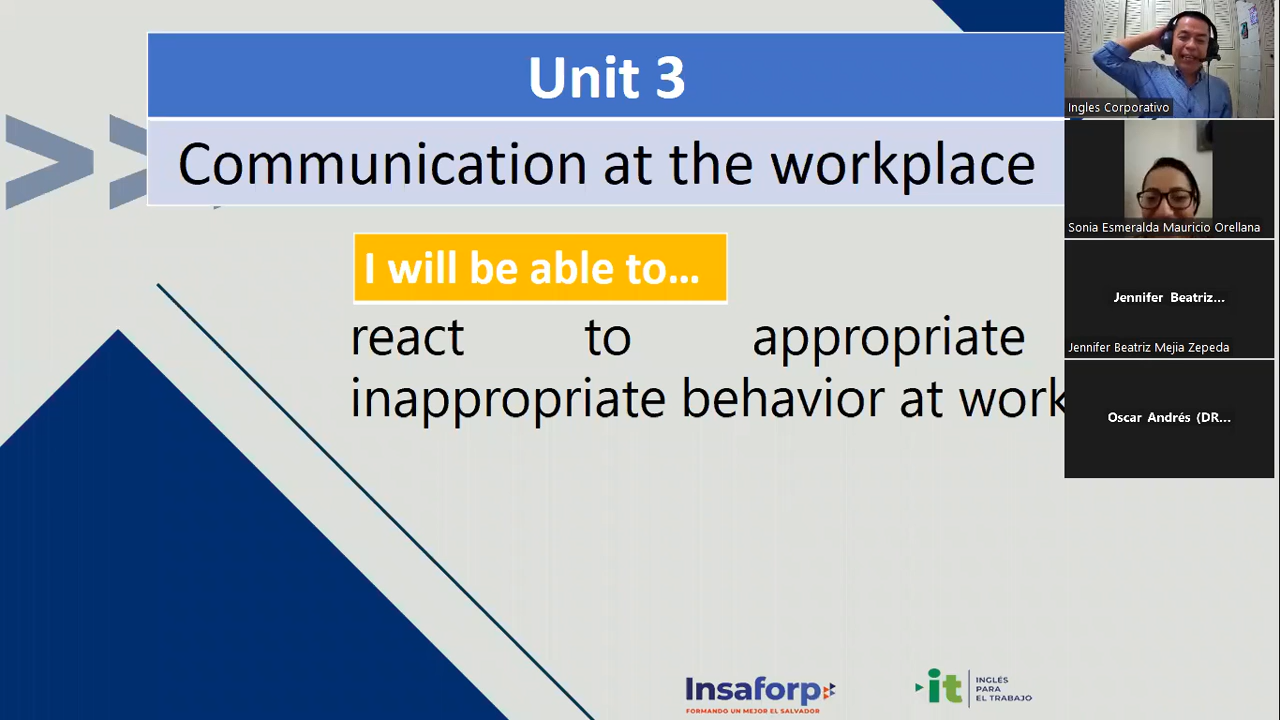 Unit 3
Communication at the workplace
I will be able to...
react to appropriate
inappropriate behavior at work
Ingles Corporativo
Sonia Esmeralda Mauricio Orellana
Jennifer Beatriz...
Jennifer Beatriz Mejia Zepeda
Oscar Andrés (DR...
Insaforp
FORMANDO UN MEJOR EL SALVADOR
it
INGLÉS
PARA
EL TRABAJO